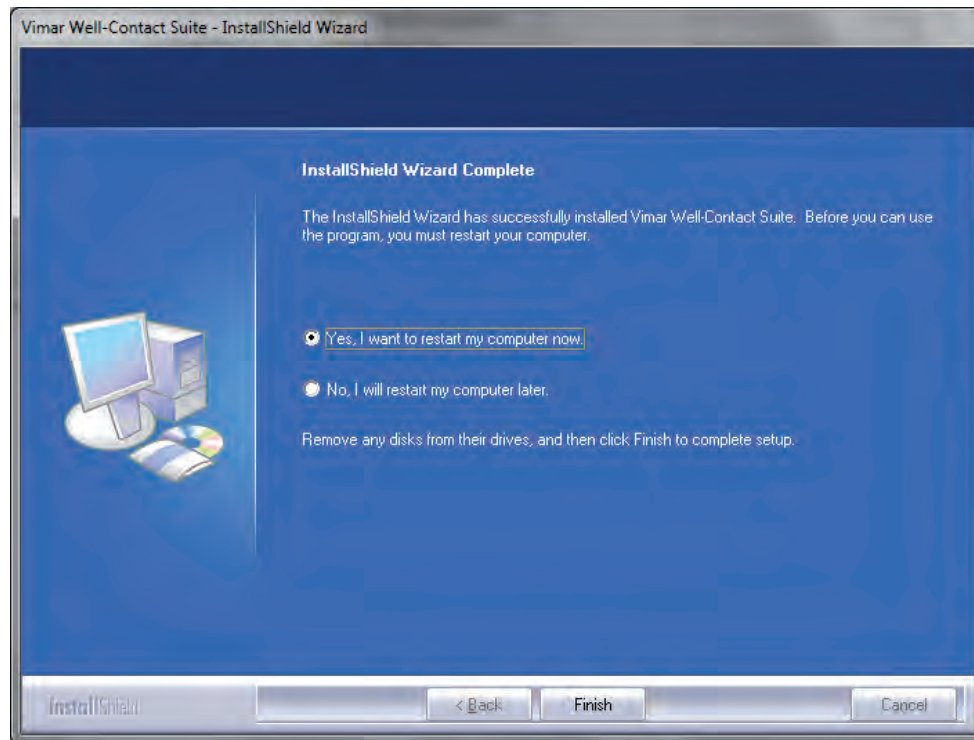 Vimar Well-Contact Suite - InstallShield Wizard
InstallShield Wizard Complete
The InstallShield Wizard has successfully installed Vimar Well-Contact Suite. Before you can use
the program, you must restart your computer.
Yes, I want to restart my computer now.
No, I will restart my computer later.
Remove any disks from their drives, and then click Finish to complete setup.
InstallShield
< Back
Finish
Cancel